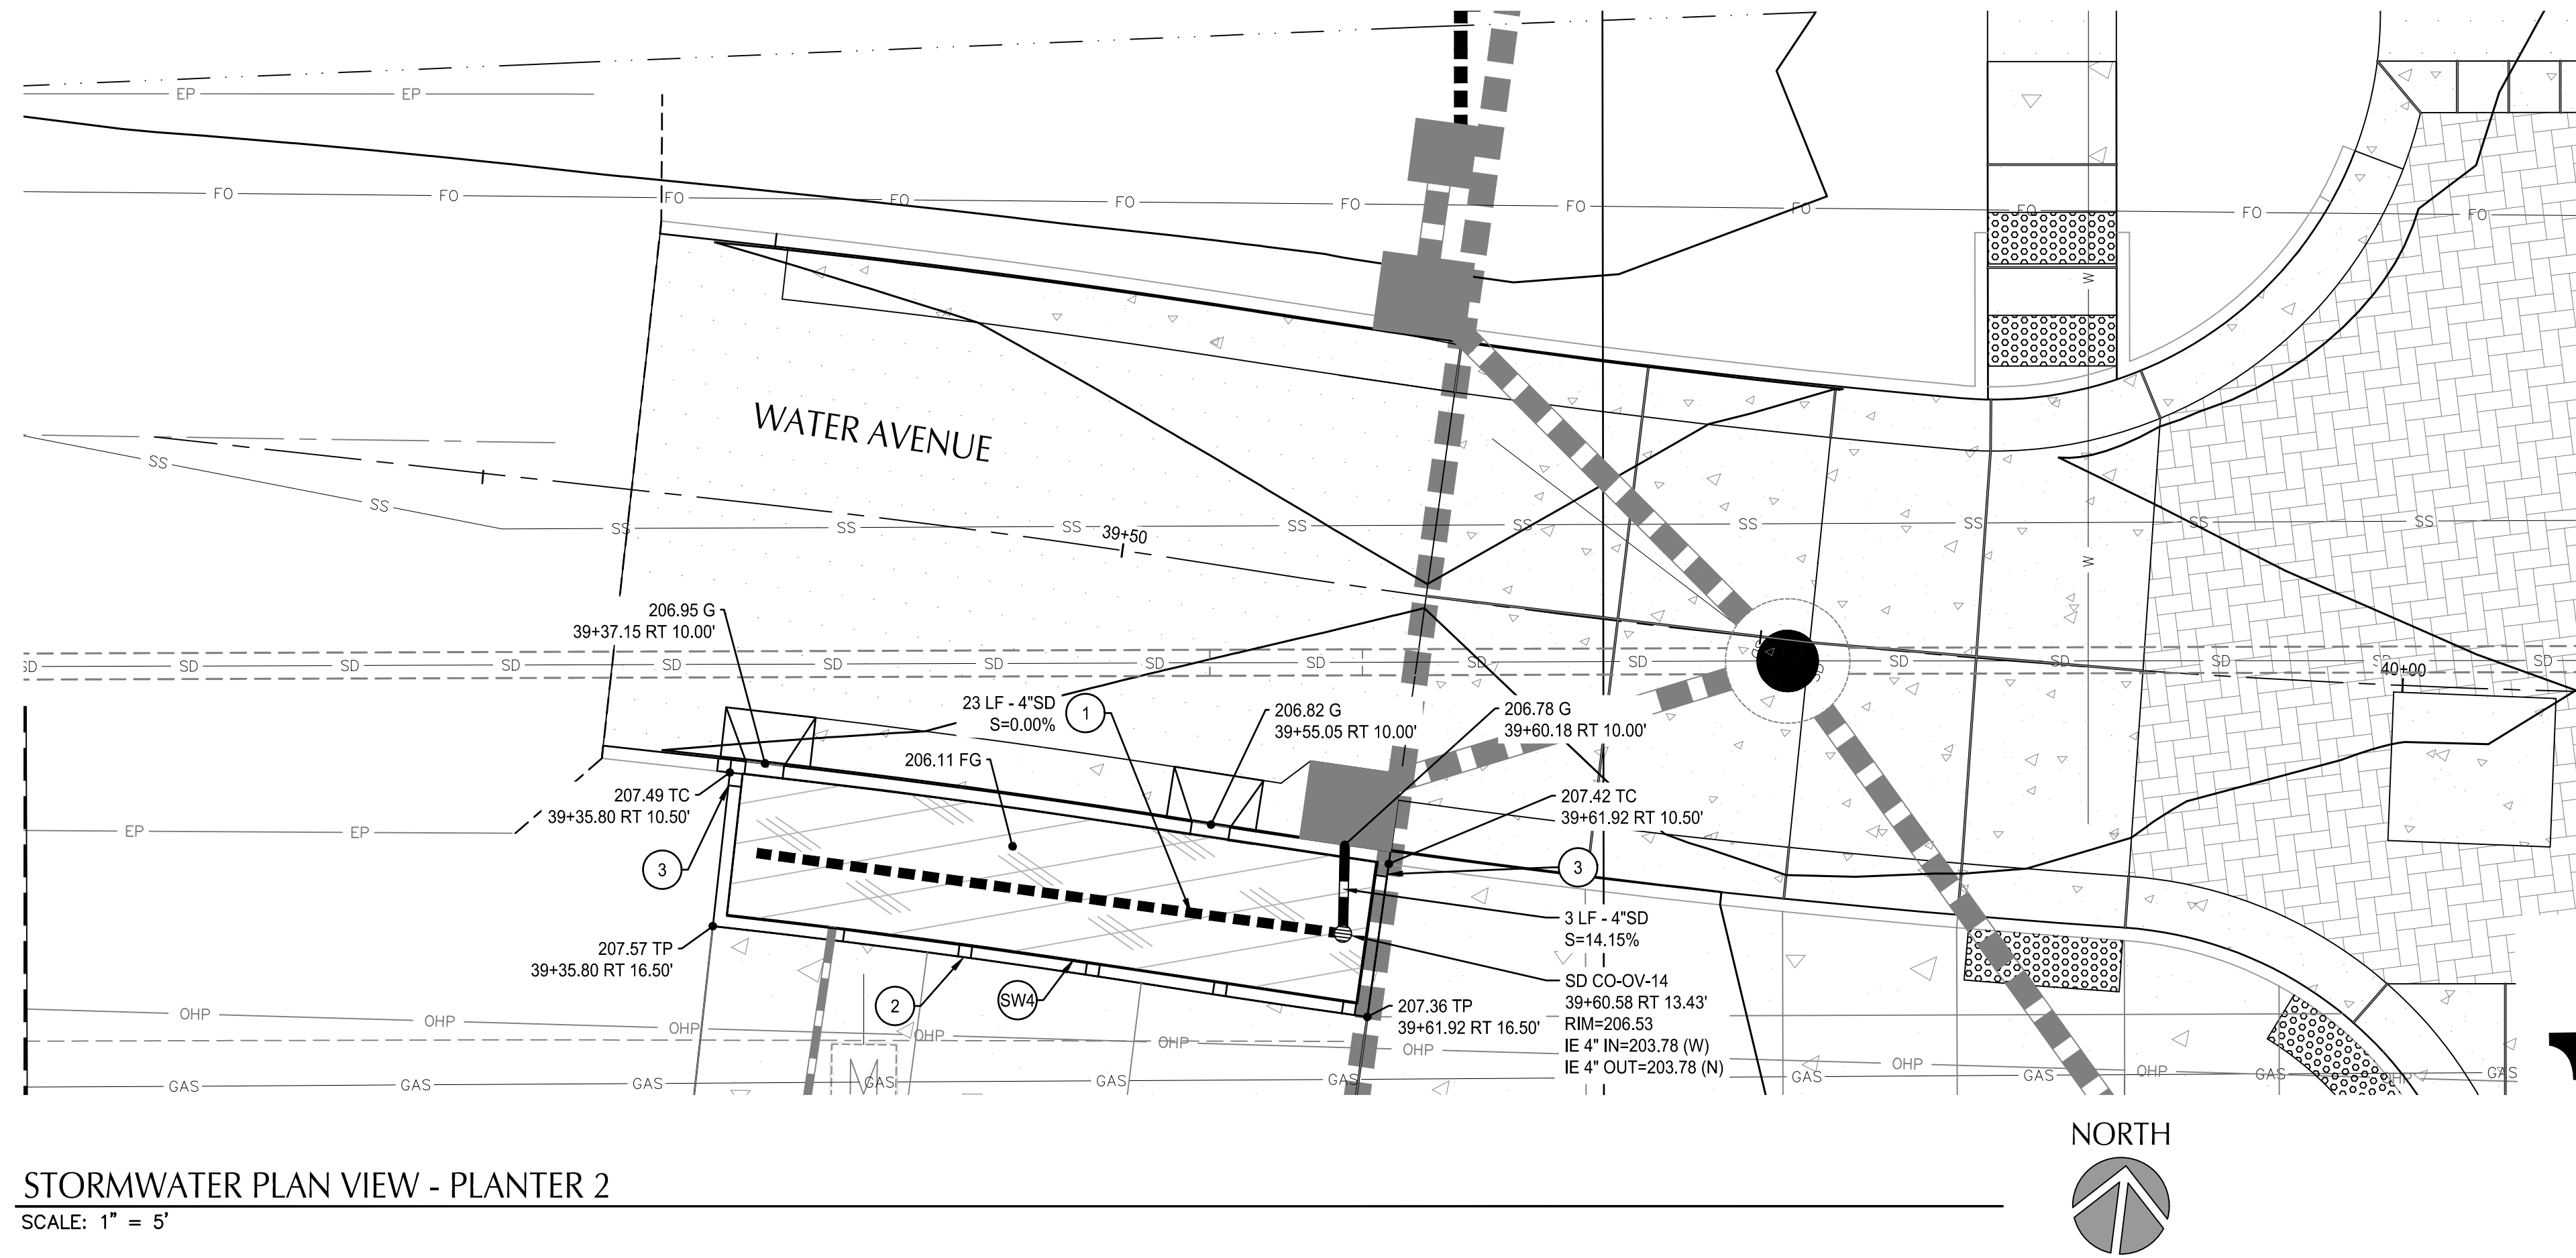 EP EP
FO FO FO FO FO FO FO FO FO FO FO
W
WATER AVENUE
SS SS SS SS SS SS SS SS SS SS SS
39+50
W
206.95 G
39+37.15 RT 10.00'
SD SD SD SD SD SD SD SD SD SD SD SD SD SD SD SD
40+00
23 LF - 4"SD
S=0.00%
1
206.82 G
39+55.05 RT 10.00'
206.78 G
39+60.18 RT 10.00'
206.11 FG
207.49 TC
39+35.80 RT 10.50'
207.42 TC
39+61.92 RT 10.50'
EP EP
3
3
3 LF - 4"SD
S=14.15%
207.57 TP
39+35.80 RT 16.50'
2
SW4
SD CO-OV-14
39+60.58 RT 13.43'
RIM=206.53
IE 4" IN=203.78 (W)
IE 4" OUT=203.78 (N)
207.36 TP
39+61.92 RT 16.50'
OHP OHP OHP OHP OHP OHP OHP OHP OHP
M
GAS GAS GAS GAS GAS GAS GAS GAS GAS GAS
NORTH
STORMWATER PLAN VIEW - PLANTER 2
SCALE: 1" = 5'